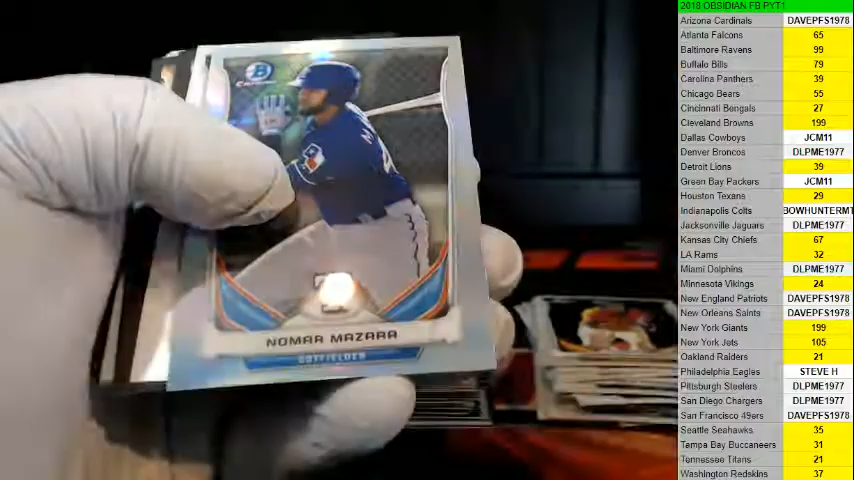 2018 OBSIDIAN FB PYT1
Arizona Cardinals DAVEPFS1978
Atlanta Falcons 65
Baltimore Ravens 99
Buffalo Bills 79
Carolina Panthers 39
Chicago Bears 55
Cincinnati Bengals 27
Cleveland Browns 199
Dallas Cowboys JCM11
Denver Broncos DLPME1977
Detroit Lions 39
Green Bay Packers JCM11
Houston Texans 29
Indianapolis Colts BOWHUNTERMT
Jacksonville Jaguars DLPME1977
Kansas City Chiefs 67
LA Rams 32
Miami Dolphins DLPME1977
Minnesota Vikings 24
New England Patriots DAVEPFS1978
New Orleans Saints DAVEPFS1978
New York Giants 199
New York Jets 105
Oakland Raiders 21
Philadelphia Eagles STEVE H
Pittsburgh Steelers DLPME1977
San Diego Chargers DLPME1977
San Francisco 49ers DAVEPFS1978
Seattle Seahawks 35
Tampa Bay Buccaneers 31
Tennessee Titans 21
Washington Redskins 37
NOMAR MAZARA
OUTFIELDER